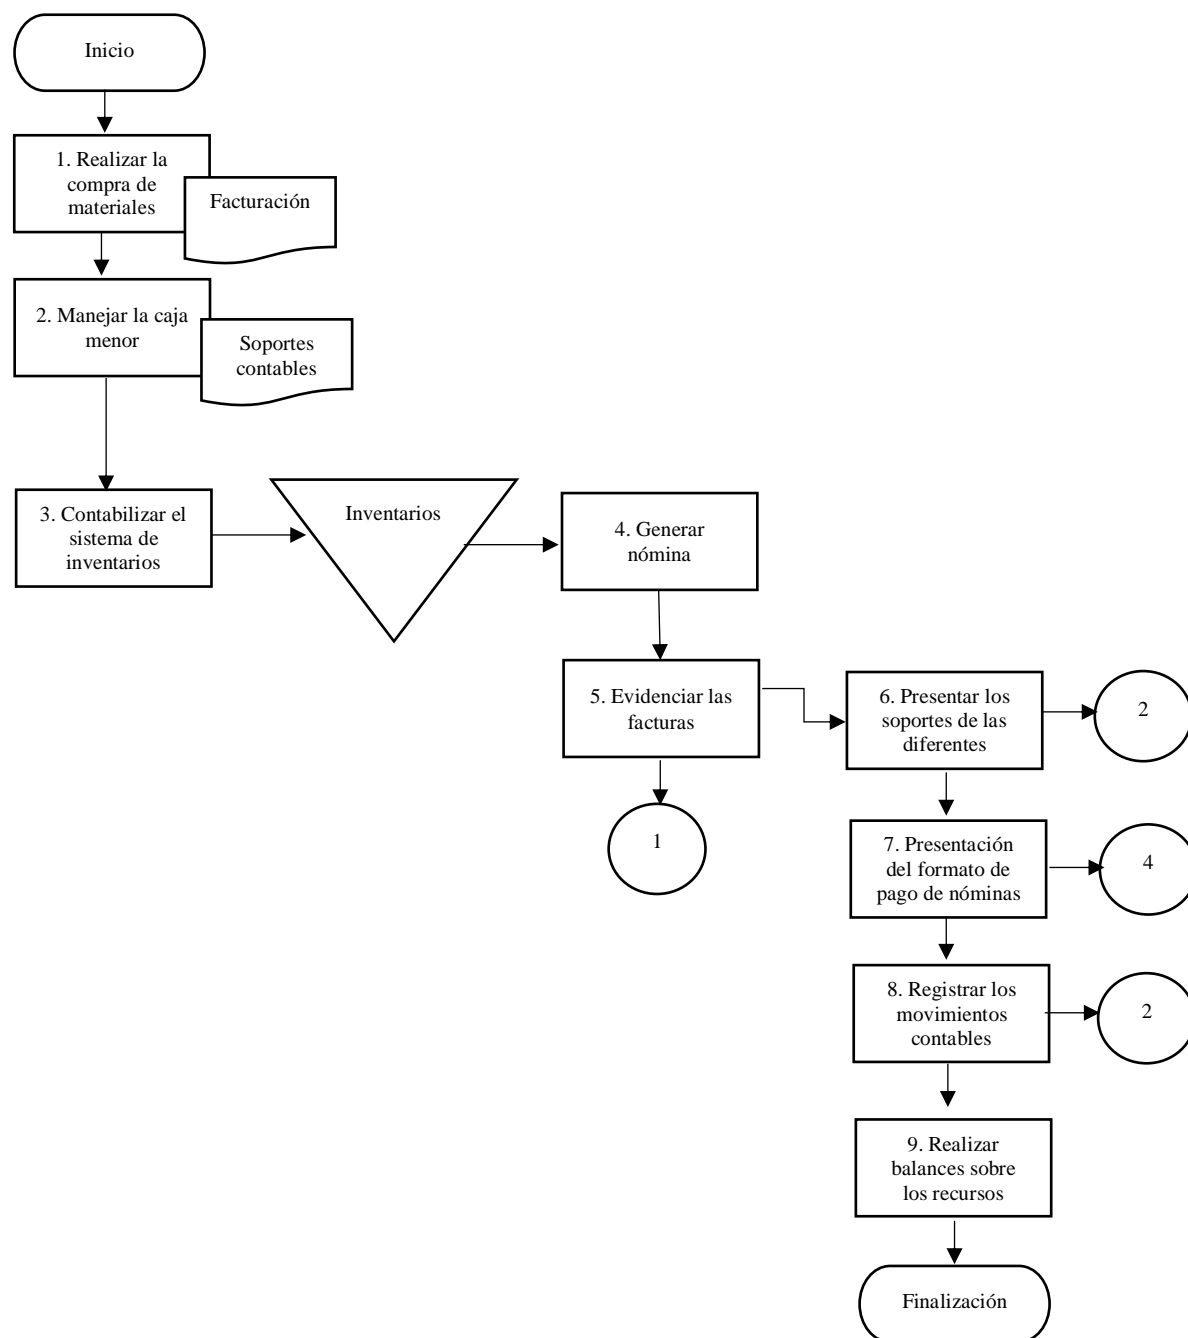 Inicio
1. Realizar la
compra de
materiales
Facturación
2. Manejar la caja
menor
Soportes
contables
3. Contabilizar el
sistema de
inventarios
Inventarios
4. Generar
nómina
5. Evidenciar las
facturas
1
6. Presentar los
soportes de las
diferentes
2
7. Presentación
del formato de
pago de nóminas
4
8. Registrar los
movimientos
contables
2
9. Realizar
balances sobre
los recursos
Finalización